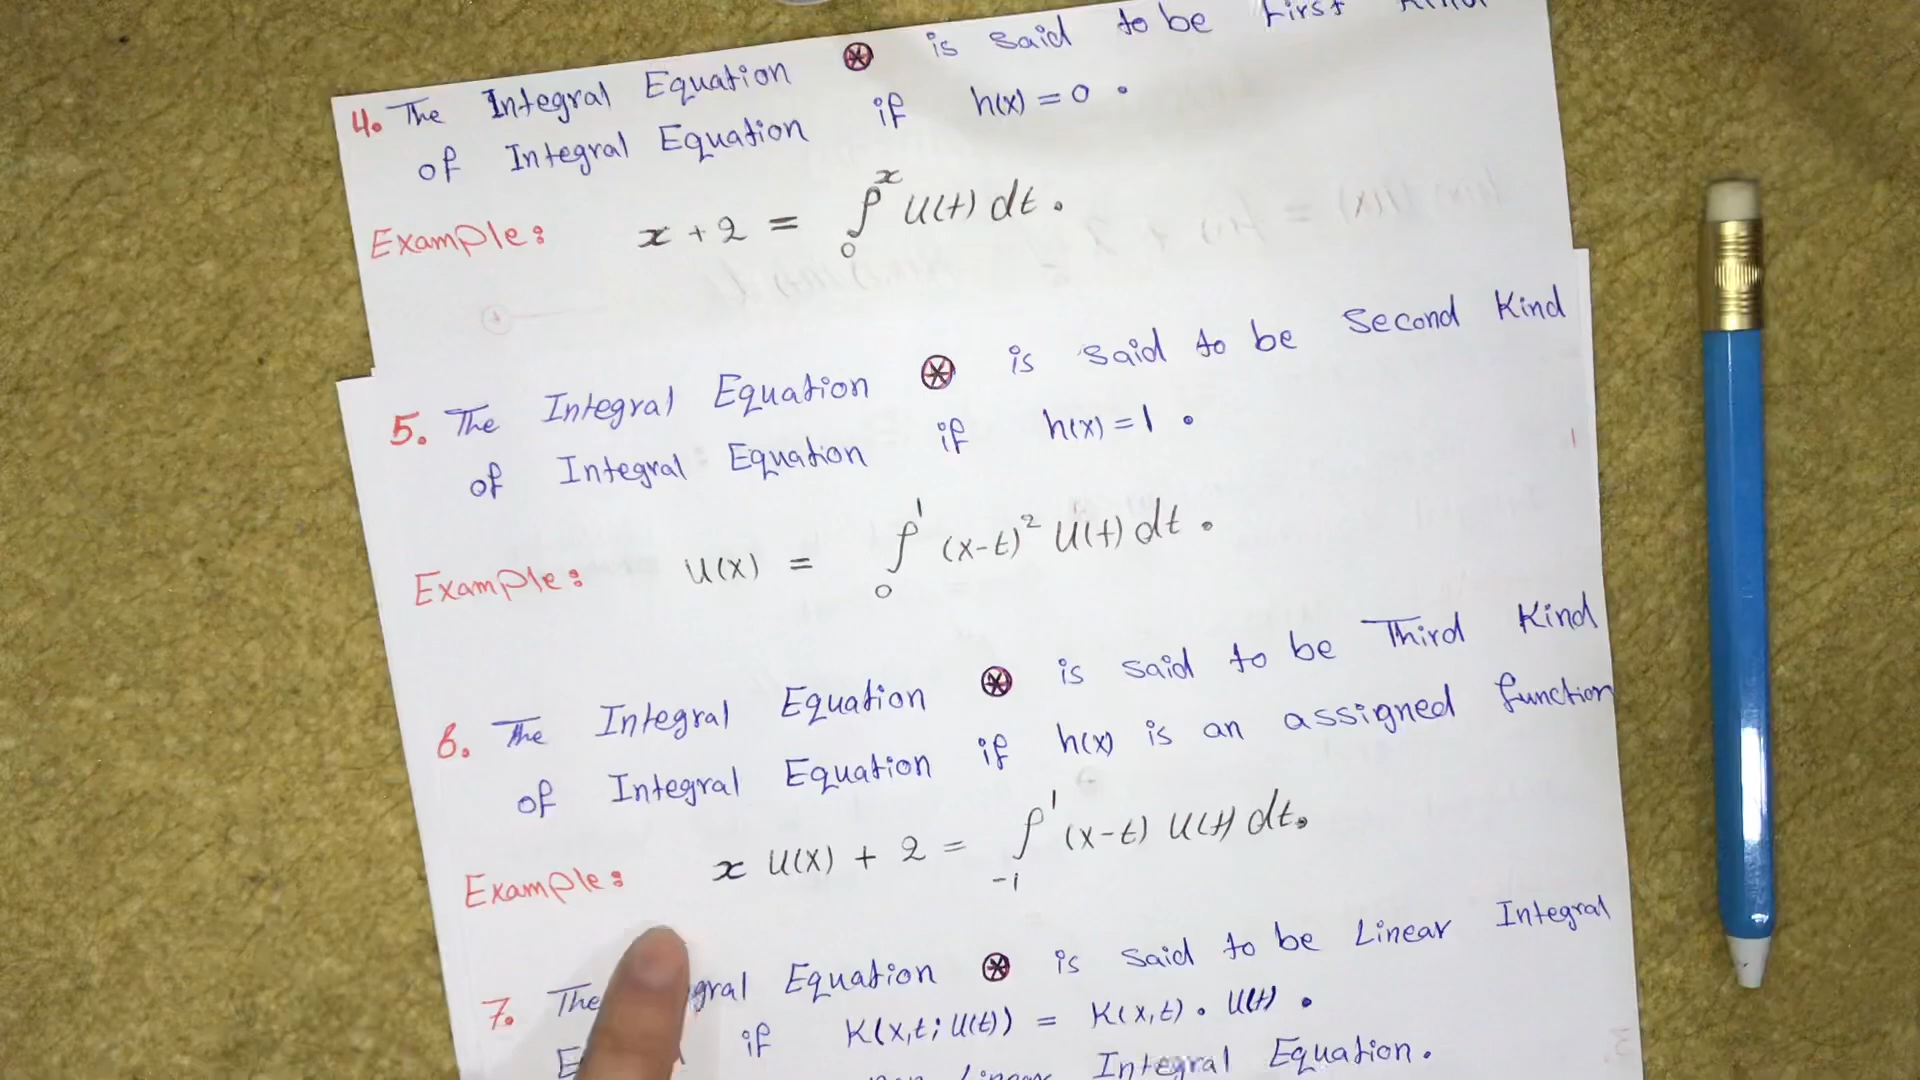 4. The Integral Equation ⊛ is said to be First Kind
of Integral Equation if h(x) = 0 .
Example: x + 2 = ∫₀ˣ u(t) dt .
5. The Integral Equation ⊛ is said to be Second Kind
of Integral Equation if h(x) = 1 .
Example: u(x) = ∫₀¹ (x-t)² u(t) dt .
6. The Integral Equation ⊛ is said to be Third Kind
of Integral Equation if h(x) is an assigned function
Example: x u(x) + 2 = ∫₋₁¹ (x-t) u(t) dt.
7. The gral Equation ⊛ is said to be Linear Integral
if K(x,t; u(t)) = K(x,t) . u(t) .
Linear Integral Equation.